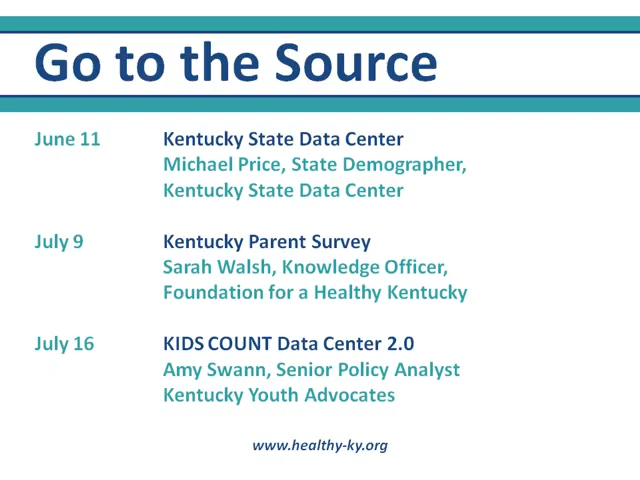 Go to the Source
June 11 Kentucky State Data Center
Michael Price, State Demographer,
Kentucky State Data Center
July 9 Kentucky Parent Survey
Sarah Walsh, Knowledge Officer,
Foundation for a Healthy Kentucky
July 16 KIDS COUNT Data Center 2.0
Amy Swann, Senior Policy Analyst
Kentucky Youth Advocates
www.healthy-ky.org